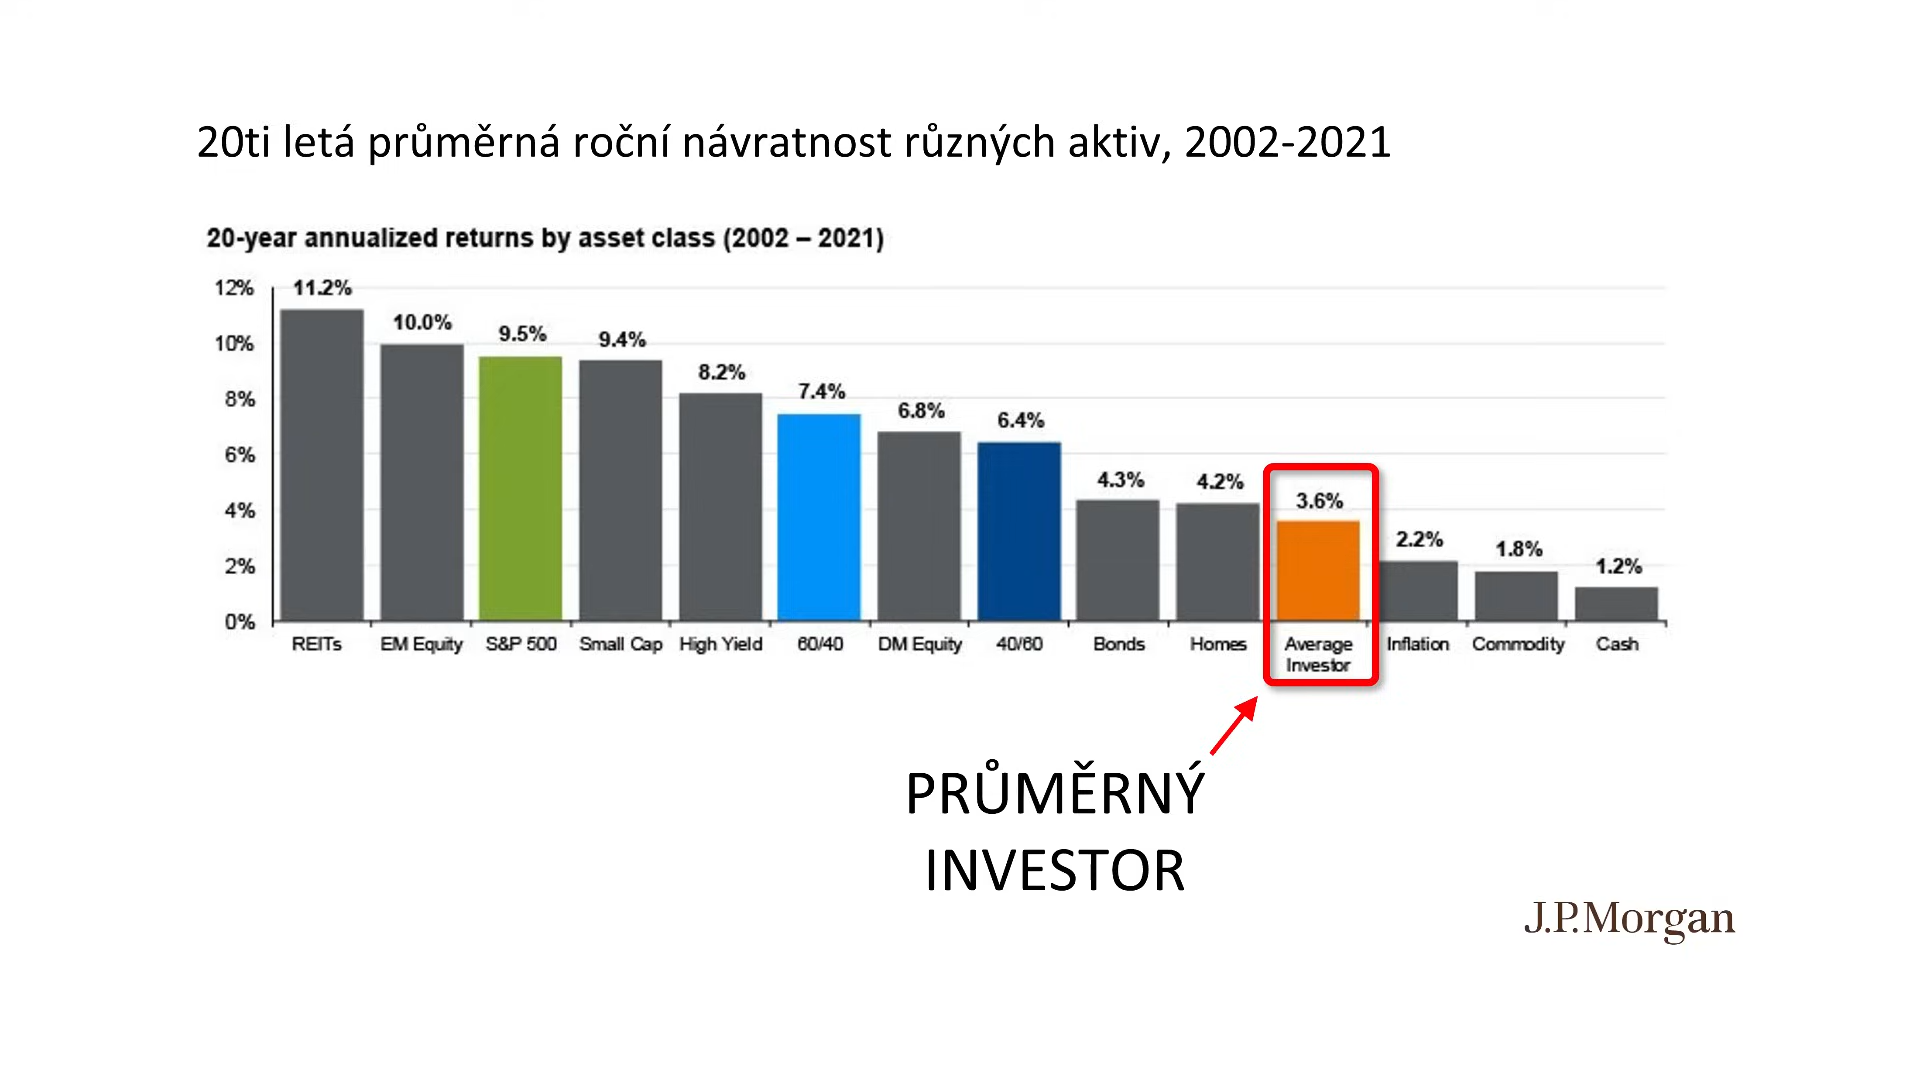 20ti letá průměrná roční návratnost různých aktiv, 2002-2021
20-year annualized returns by asset class (2002 – 2021)
12%
10%
8%
6%
4%
2%
0%
11.2%
10.0%
9.5%
9.4%
8.2%
7.4%
6.8%
6.4%
4.3%
4.2%
3.6%
2.2%
1.8%
1.2%
REITs
EM Equity
S&P 500
Small Cap
High Yield
60/40
DM Equity
40/60
Bonds
Homes
Average
Investor
Inflation
Commodity
Cash
PRŮMĚRNÝ
INVESTOR
J.P.Morgan